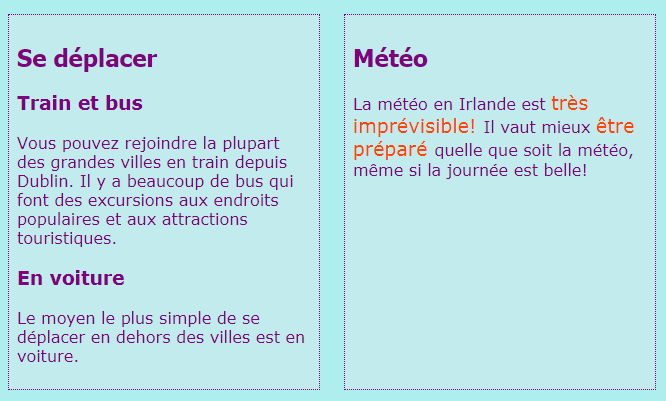 Se déplacer
Train et bus
Vous pouvez rejoindre la plupart
des grandes villes en train depuis
Dublin. Il y a beaucoup de bus qui
font des excursions aux endroits
populaires et aux attractions
touristiques.
En voiture
Le moyen le plus simple de se
déplacer en dehors des villes est en
voiture.
Météo
La météo en Irlande est très
imprévisible! Il vaut mieux être
préparé quelle que soit la météo,
même si la journée est belle!